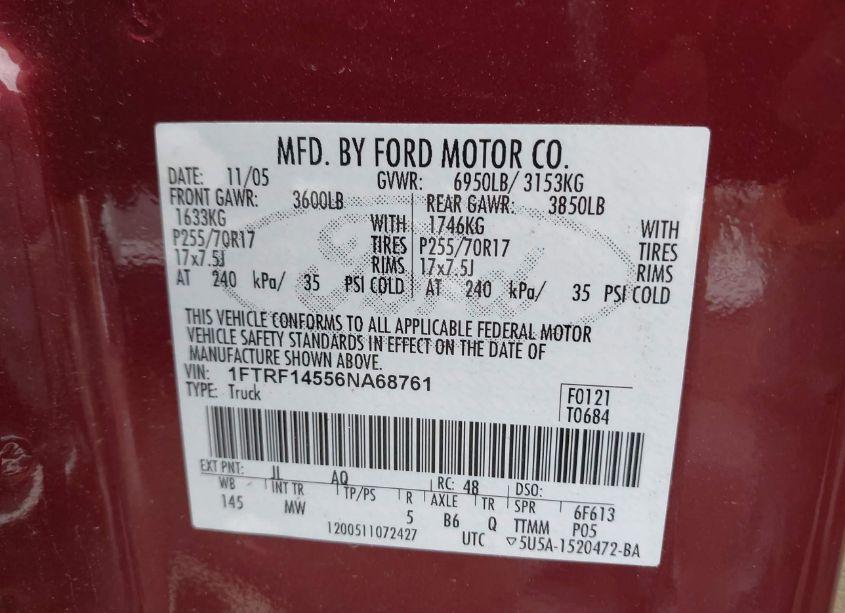 MFD. BY FORD MOTOR CO.
DATE: 11/05 GVWR: 6950LB/ 3153KG
FRONT GAWR: 3600LB REAR GAWR: 3850LB
1633KG WITH 1746KG WITH
P255/70R17 TIRES P255/70R17 TIRES
17x7.5J RIMS 17x7.5J RIMS
AT 240 kPa/ 35 PSI COLD AT 240 kPa/ 35 PSI COLD
THIS VEHICLE CONFORMS TO ALL APPLICABLE FEDERAL MOTOR
VEHICLE SAFETY STANDARDS IN EFFECT ON THE DATE OF
MANUFACTURE SHOWN ABOVE.
VIN: 1FTRF14556NA68761
TYPE: Truck
F0121
T0684
EXT PNT: JL AQ RC: 48 DSO:
WB INT TR TP/PS R AXLE TR SPR 6F613
145 MW 5 B6 Q TTMM P05
1200511072427 UTC ▽5U5A-1520472-BA
Ford